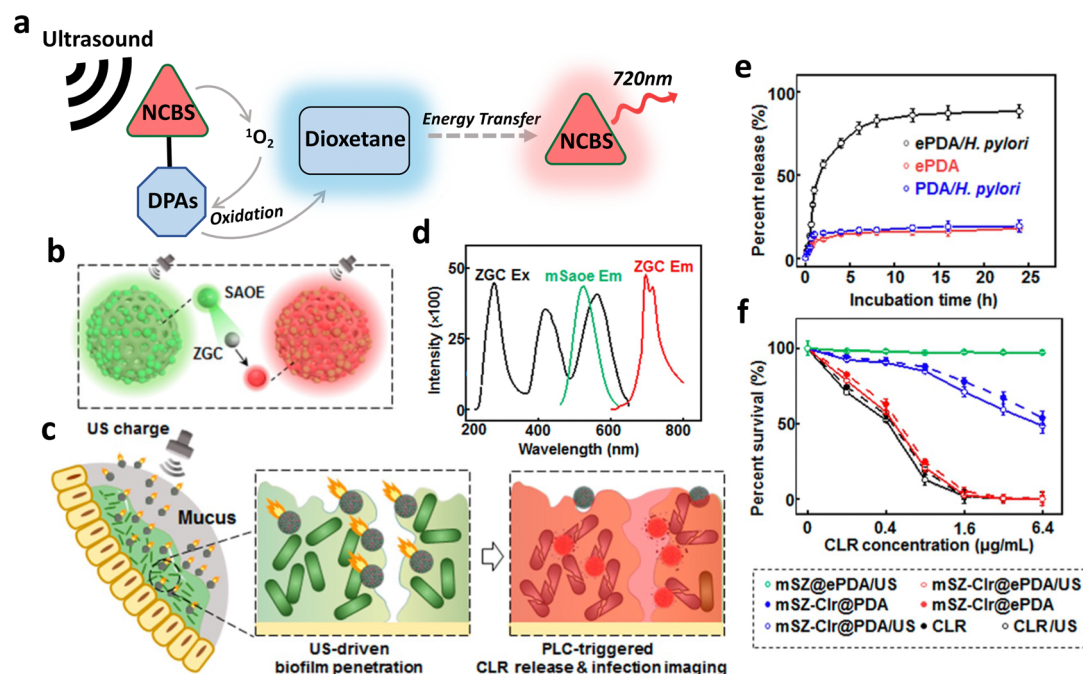 a
Ultrasound
NCBS
¹O₂
DPAs
Oxidation
Dioxetane
Energy Transfer
NCBS
720nm
b
SAOE
ZGC
c
US charge
Mucus
US-driven
biofilm penetration
PLC-triggered
CLR release & infection imaging
d
ZGC Ex
mSaoe Em
ZGC Em
50
25
0
Intensity (×100)
200
400
600
800
Wavelength (nm)
e
100
50
0
Percent release (%)
ePDA/H. pylori
ePDA
PDA/H. pylori
0
5
10
15
20
25
Incubation time (h)
f
100
50
0
Percent survival (%)
0
0.4
1.6
6.4
CLR concentration (µg/mL)
mSZ@ePDA/US
mSZ-Clr@ePDA/US
mSZ-Clr@PDA
mSZ-Clr@ePDA
mSZ-Clr@PDA/US
CLR
CLR/US